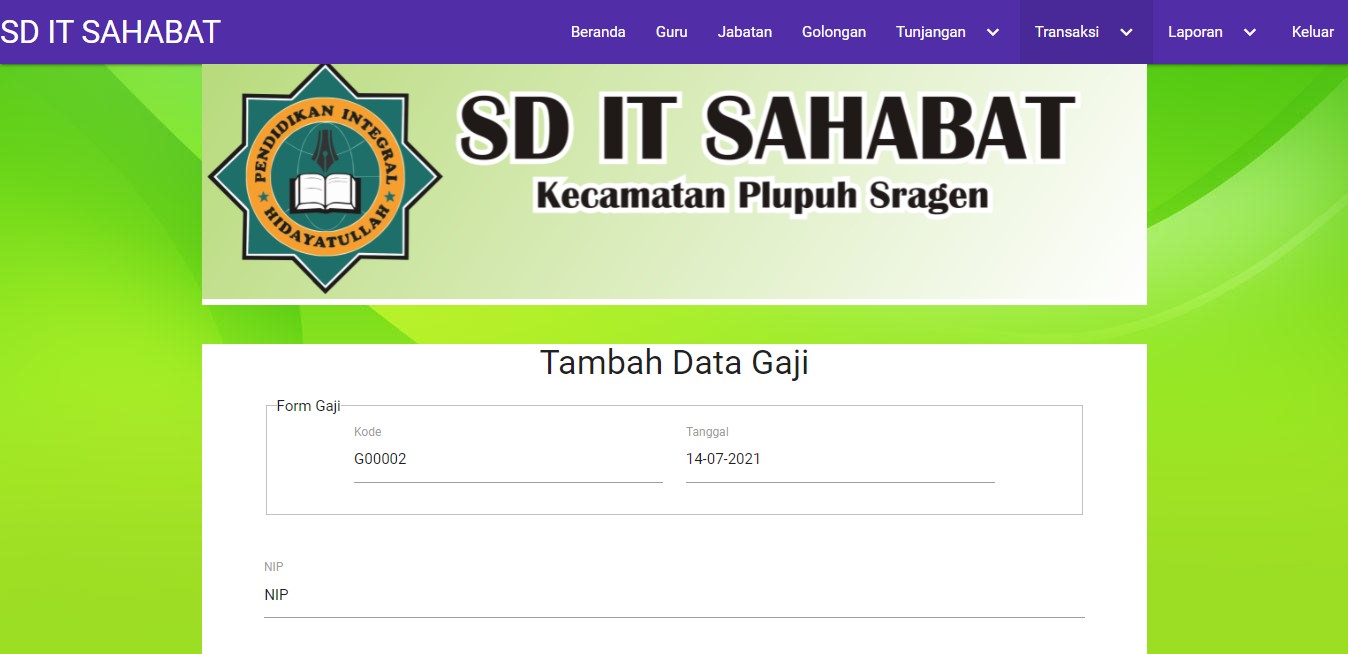 SD IT SAHABAT
Beranda Guru Jabatan Golongan Tunjangan Transaksi Laporan Keluar
PENDIDIKAN INTEGRAL
HIDAYATULLAH
SD IT SAHABAT
Kecamatan Plupuh Sragen
Tambah Data Gaji
Form Gaji
Kode Tanggal
G00002 14-07-2021
NIP
NIP